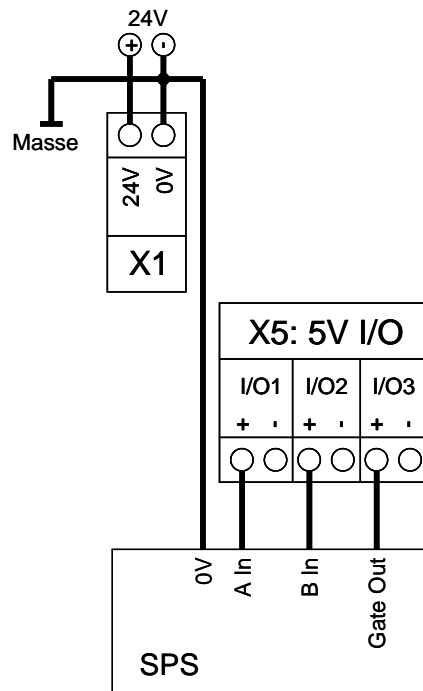 24V
+ -
Masse
24V 0V
X1
X5: 5V I/O
I/O1 I/O2 I/O3
+ - + - + -
0V A In B In Gate Out
SPS